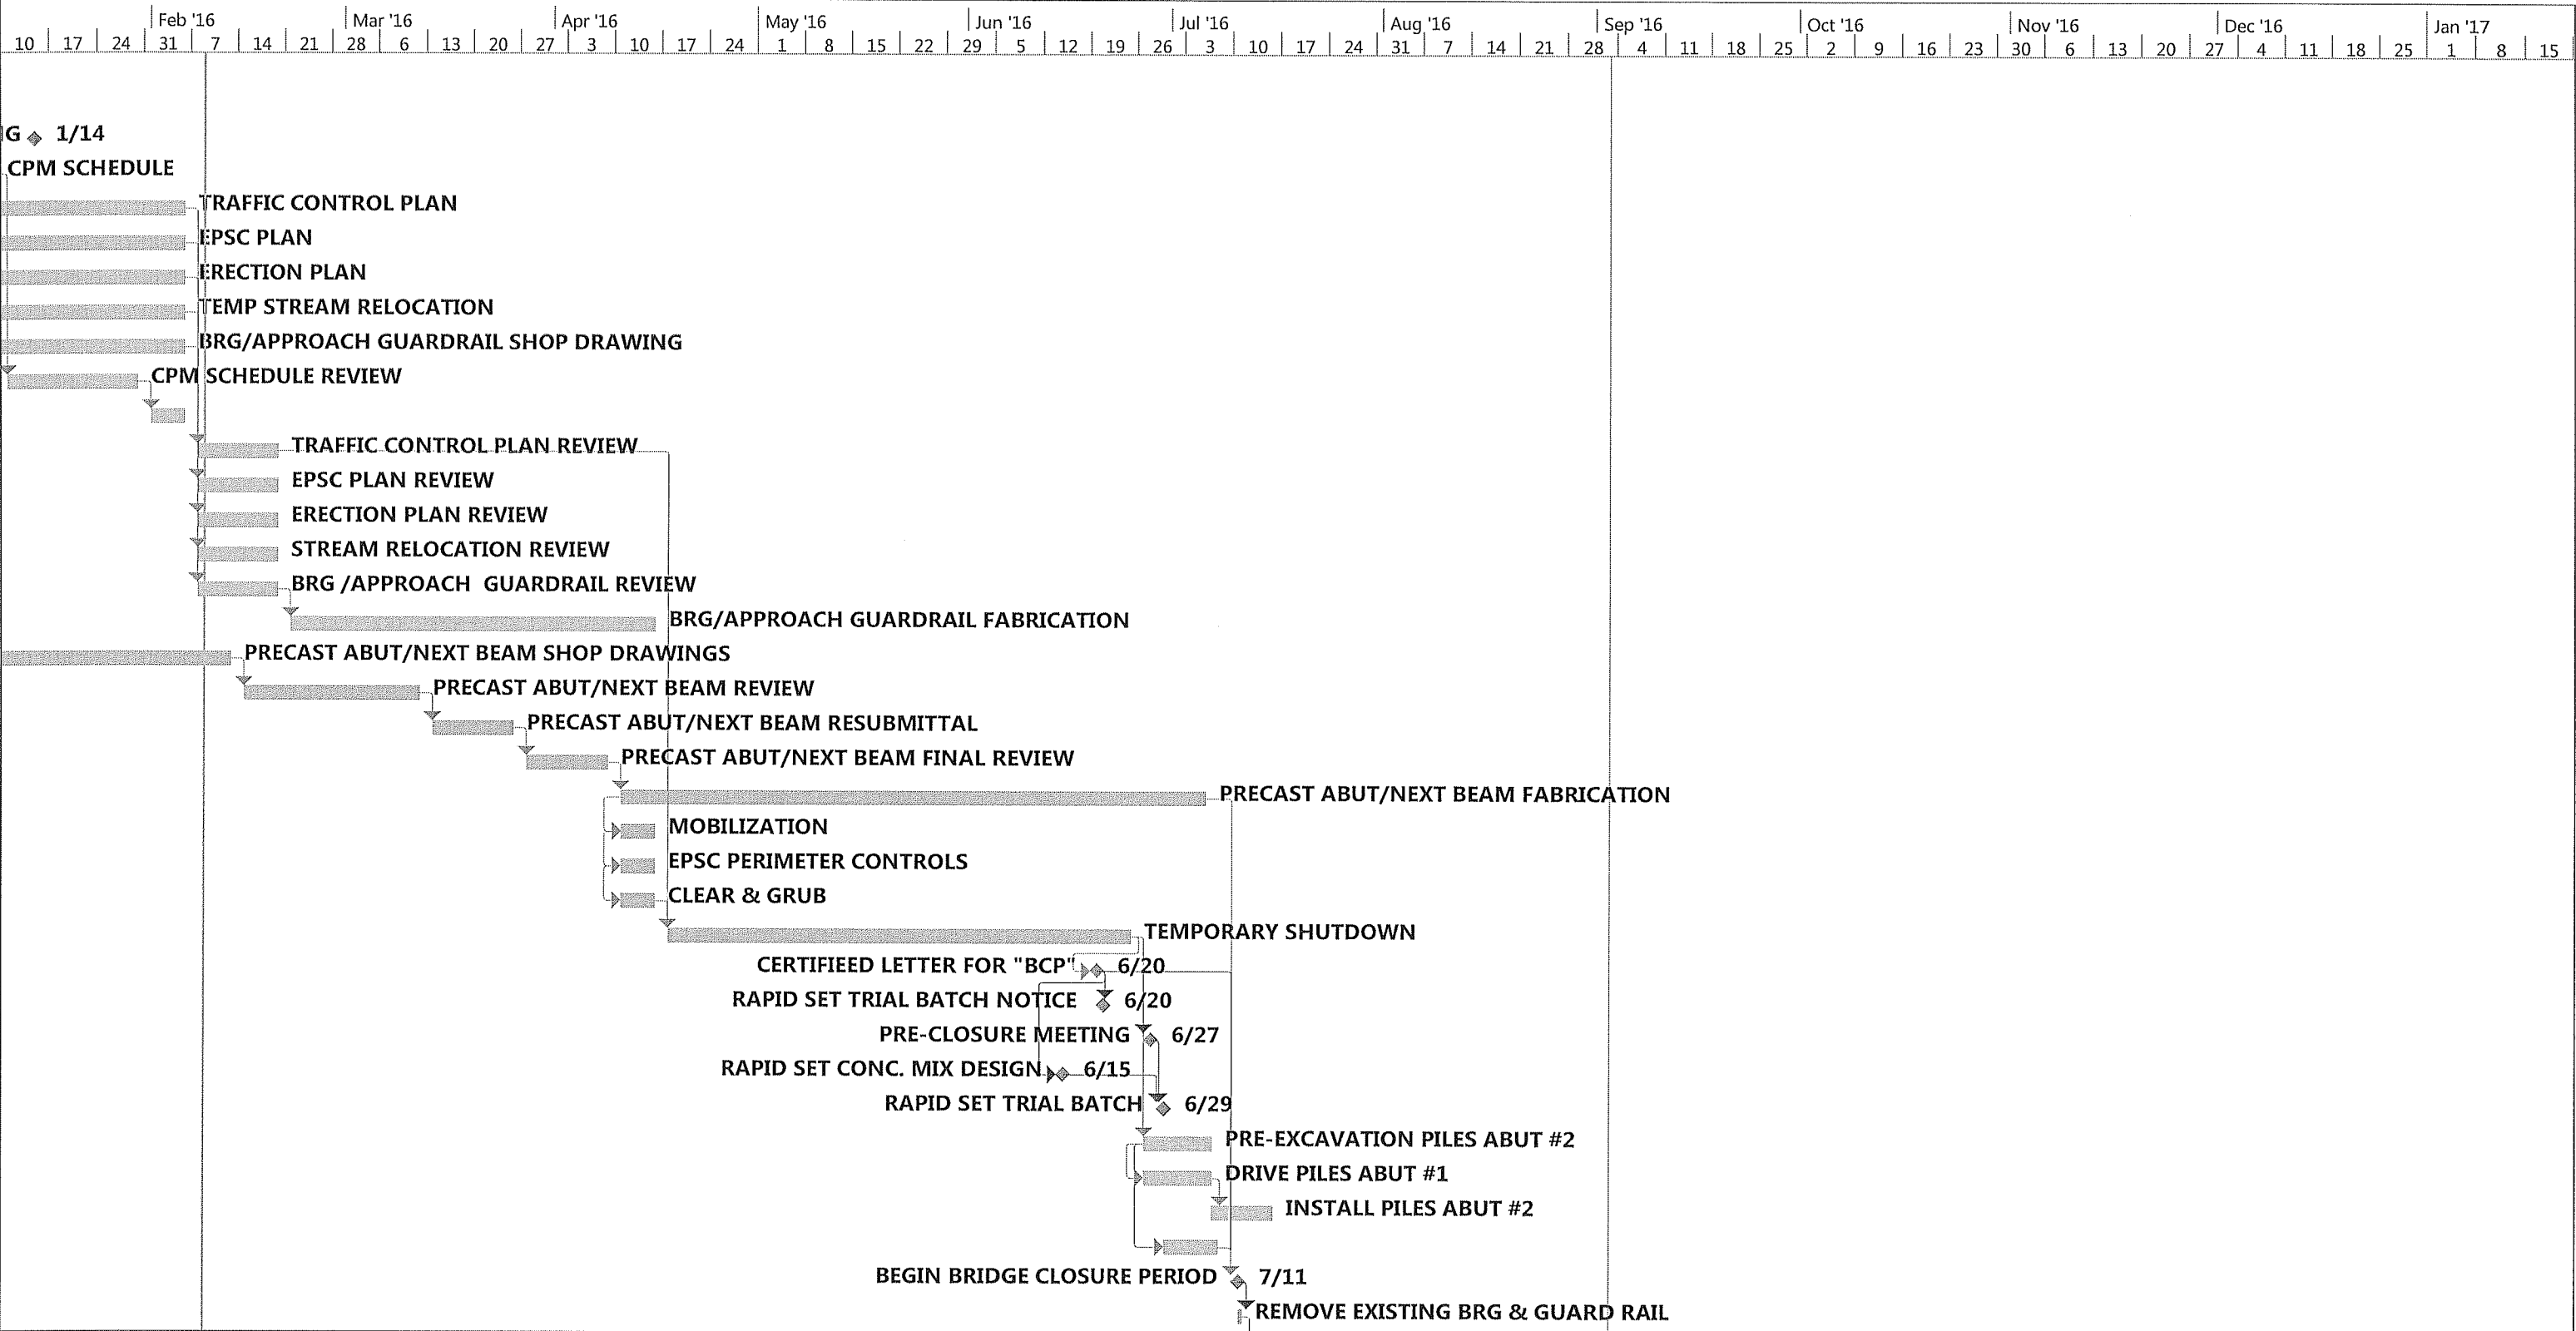 Feb '16 Mar '16 Apr '16 May '16 Jun '16 Jul '16 Aug '16 Sep '16 Oct '16 Nov '16 Dec '16 Jan '17
10 17 24 31 7 14 21 28 6 13 20 27 3 10 17 24 1 8 15 22 29 5 12 19 26 3 10 17 24 31 7 14 21 28 4 11 18 25 2 9 16 23 30 6 13 20 27 4 11 18 25 1 8 15
G 1/14
CPM SCHEDULE
TRAFFIC CONTROL PLAN
EPSC PLAN
ERECTION PLAN
TEMP STREAM RELOCATION
BRG/APPROACH GUARDRAIL SHOP DRAWING
CPM SCHEDULE REVIEW
TRAFFIC CONTROL PLAN REVIEW
EPSC PLAN REVIEW
ERECTION PLAN REVIEW
STREAM RELOCATION REVIEW
BRG /APPROACH GUARDRAIL REVIEW
BRG/APPROACH GUARDRAIL FABRICATION
PRECAST ABUT/NEXT BEAM SHOP DRAWINGS
PRECAST ABUT/NEXT BEAM REVIEW
PRECAST ABUT/NEXT BEAM RESUBMITTAL
PRECAST ABUT/NEXT BEAM FINAL REVIEW
PRECAST ABUT/NEXT BEAM FABRICATION
MOBILIZATION
EPSC PERIMETER CONTROLS
CLEAR & GRUB
TEMPORARY SHUTDOWN
CERTIFIEED LETTER FOR "BCP" 6/20
RAPID SET TRIAL BATCH NOTICE 6/20
PRE-CLOSURE MEETING 6/27
RAPID SET CONC. MIX DESIGN 6/15
RAPID SET TRIAL BATCH 6/29
PRE-EXCAVATION PILES ABUT #2
DRIVE PILES ABUT #1
INSTALL PILES ABUT #2
BEGIN BRIDGE CLOSURE PERIOD 7/11
REMOVE EXISTING BRG & GUARD RAIL